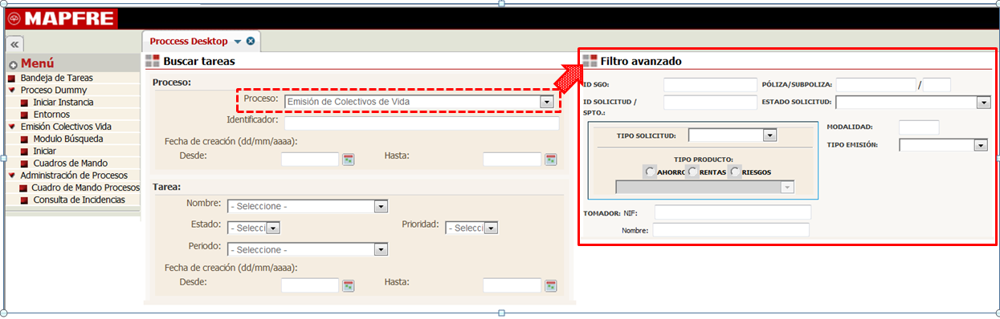 MAPFRE
Proccess Desktop
Menú
Bandeja de Tareas
Proceso Dummy
Iniciar Instancia
Entornos
Emisión Colectivos Vida
Modulo Búsqueda
Iniciar
Cuadros de Mando
Administración de Procesos
Cuadro de Mando Procesos
Consulta de Incidencias
Buscar tareas
Proceso:
Proceso: Emisión de Colectivos de Vida
Identificador:
Fecha de creación (dd/mm/aaaa):
Desde: Hasta:
Tarea:
Nombre: - Seleccione -
Estado: - Selecci Prioridad: - Selecci
Periodo: - Seleccione -
Fecha de creación (dd/mm/aaaa):
Desde: Hasta:
Filtro avanzado
ID SGO: PÓLIZA/SUBPOLIZA: /
ID SOLICITUD / ESTADO SOLICITUD:
SPTO.:
TIPO SOLICITUD:
MODALIDAD:
TIPO EMISIÓN:
TIPO PRODUCTO:
AHORRO RENTAS RIESGOS
TOMADOR: NIF:
Nombre: